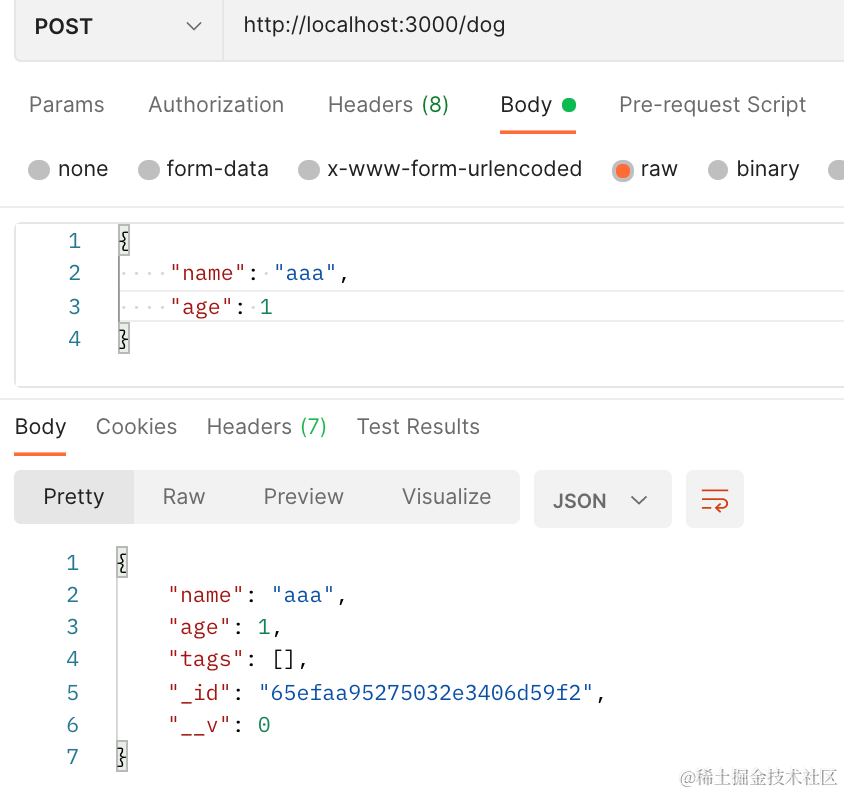 POST http://localhost:3000/dog
Params Authorization Headers (8) Body Pre-request Script
none form-data x-www-form-urlencoded raw binary
1 {
2 ····"name":·"aaa",
3 ····"age":·1
4 }
Body Cookies Headers (7) Test Results
Pretty Raw Preview Visualize JSON
1 {
2 "name": "aaa",
3 "age": 1,
4 "tags": [],
5 "_id": "65efaa95275032e3406d59f2",
6 "__v": 0
7 }
@稀土掘金技术社区